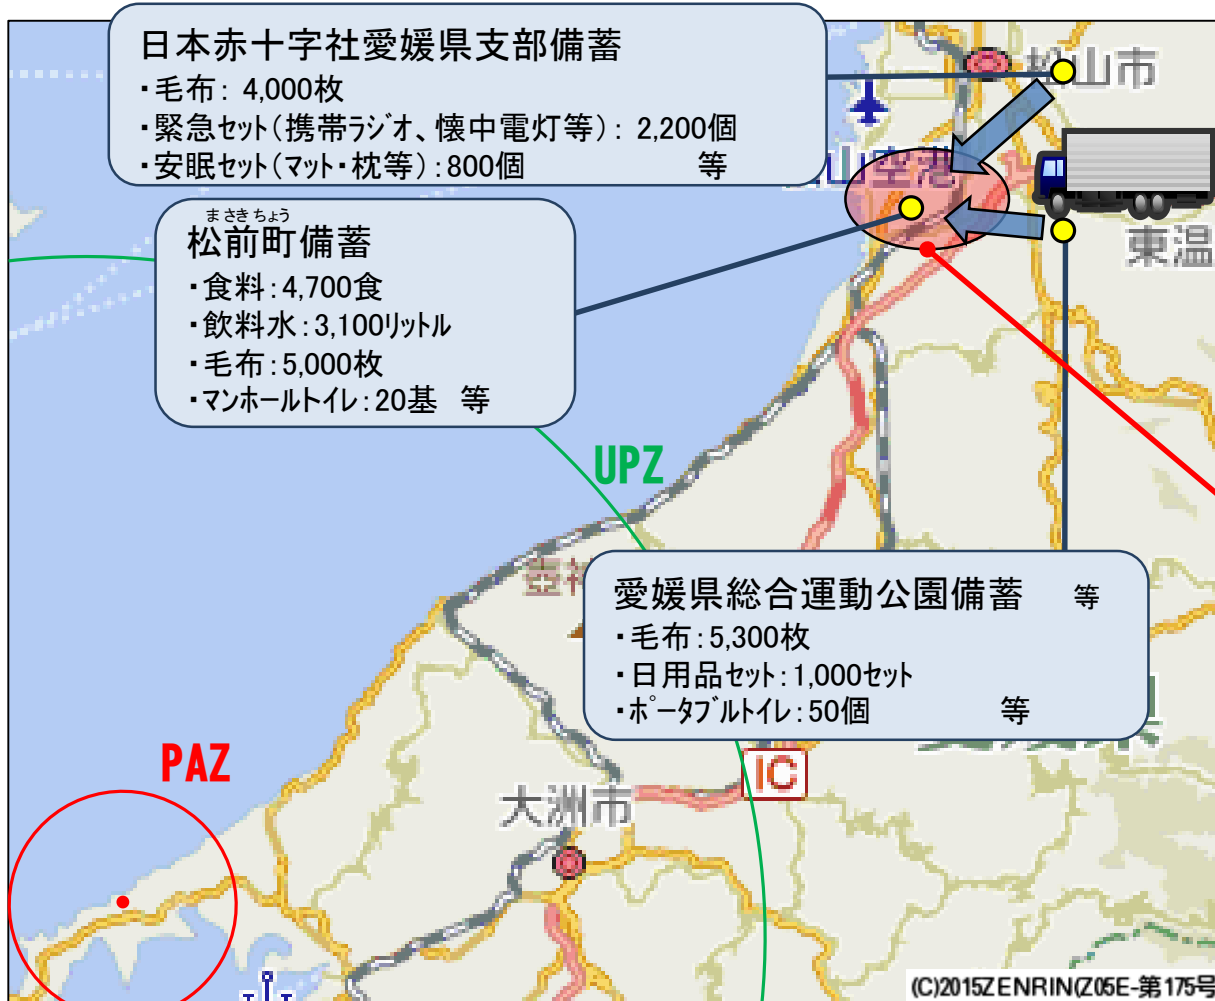 日本赤十字社愛媛県支部備蓄
・毛布： 4,000枚
・緊急セット（携帯ラジオ、懐中電灯等）： 2,200個
・安眠セット（マット・枕等）：800個　等
松山市
山空港
まさきちょう
松前町備蓄
・食料：4,700食
・飲料水：3,100リットル
・毛布：5,000枚
・マンホールトイレ：20基　等
東温
UPZ
愛媛県総合運動公園備蓄　等
・毛布：5,300枚
・日用品セット：1,000セット
・ポータブルトイレ：50個　等
PAZ
IC
大洲市
(C)2015ZENRIN(Z05E-第175号